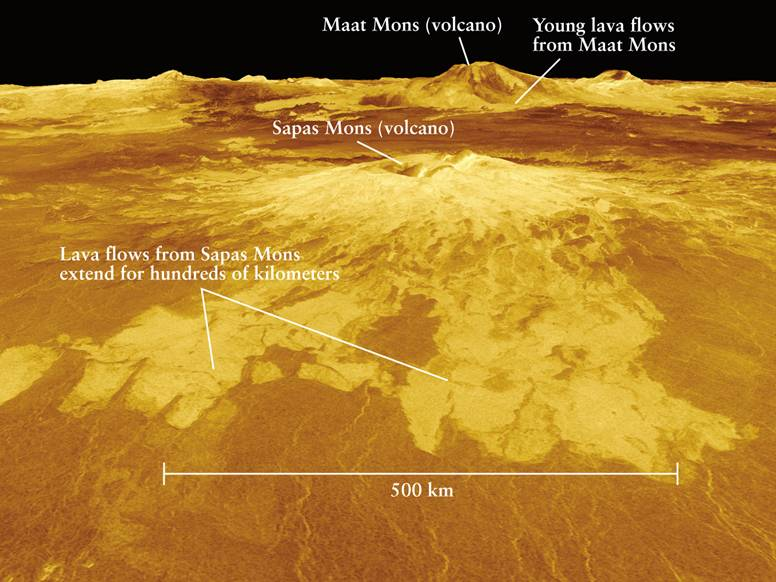 Maat Mons (volcano)
Young lava flows
from Maat Mons
Sapas Mons (volcano)
Lava flows from Sapas Mons
extend for hundreds of kilometers
500 km